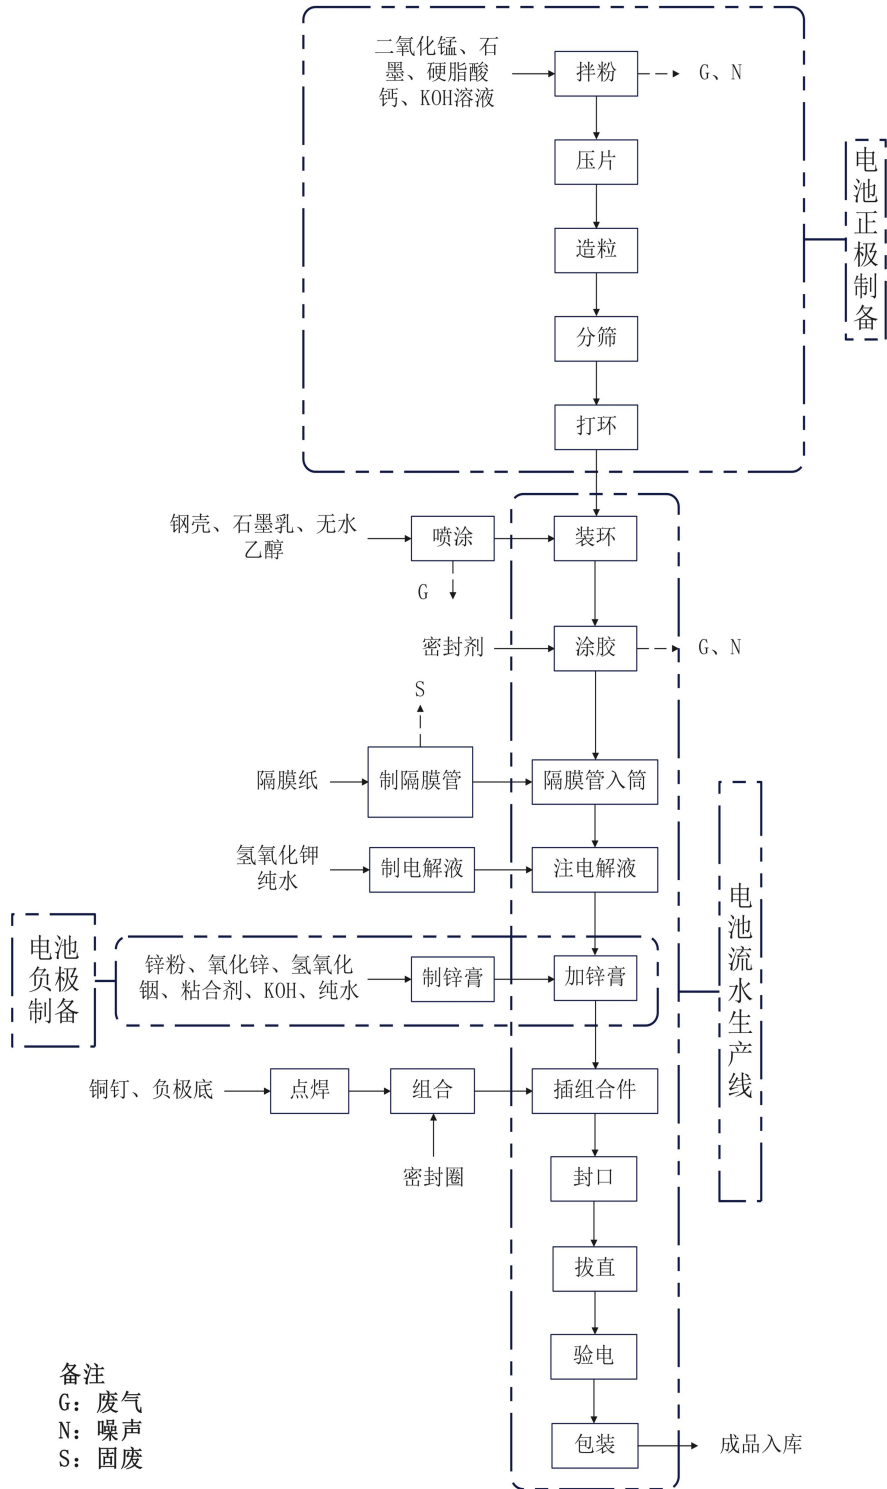 二氧化锰、石
墨、硬脂酸
钙、KOH溶液
拌粉
G、N
压片
造粒
分筛
打环
电池正极制备
钢壳、石墨乳、无水
乙醇
喷涂
装环
G
密封剂
涂胶
G、N
S
隔膜纸
制隔膜管
隔膜管入筒
氢氧化钾
纯水
制电解液
注电解液
电池流水生产线
电池
负极
制备
锌粉、氧化锌、氢氧化
铟、粘合剂、KOH、纯水
制锌膏
加锌膏
铜钉、负极底
点焊
组合
插组合件
密封圈
封口
拔直
验电
包装
成品入库
备注
G：废气
N：噪声
S：固废